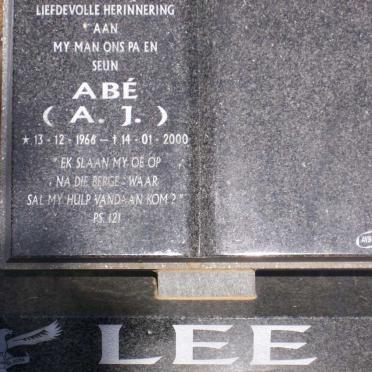 LIEFDEVOLLE HERINNERING
AAN
MY MAN ONS PA EN
SEUN
ABÉ
( A. J. )
★ 13 - 12 - 1966 - † 14 - 01 - 2000
" EK SLAAN MY OË OP
NA DIE BERGE - WAAR
SAL MY HULP VANDAAN KOM ? "
PS. 121
AVB
LEE